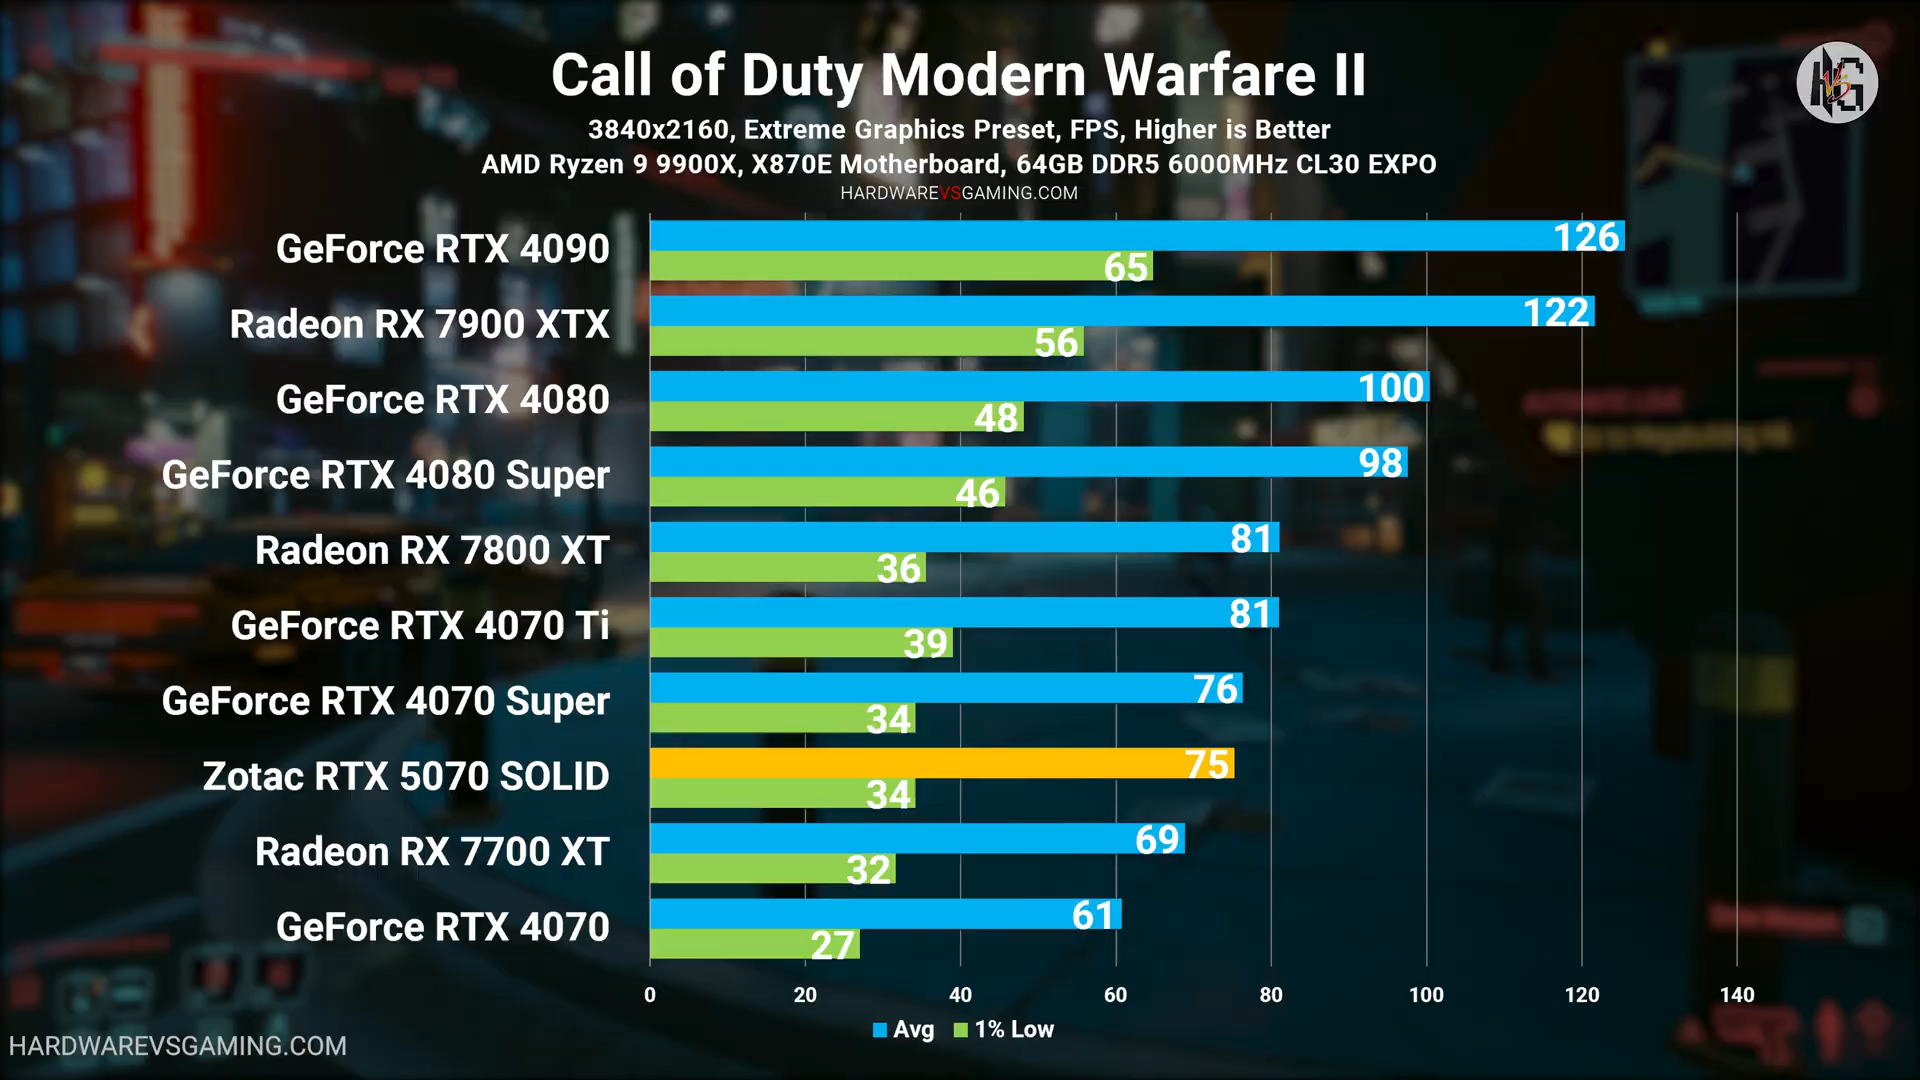 Call of Duty Modern Warfare II
3840x2160, Extreme Graphics Preset, FPS, Higher is Better
AMD Ryzen 9 9900X, X870E Motherboard, 64GB DDR5 6000MHz CL30 EXPO
HARDWAREVSGAMING.COM
GeForce RTX 4090
126
65
Radeon RX 7900 XTX
122
56
GeForce RTX 4080
100
48
GeForce RTX 4080 Super
98
46
Radeon RX 7800 XT
81
36
GeForce RTX 4070 Ti
81
39
GeForce RTX 4070 Super
76
34
Zotac RTX 5070 SOLID
75
34
Radeon RX 7700 XT
69
32
GeForce RTX 4070
61
27
0 20 40 60 80 100 120 140
Avg 1% Low
HARDWAREVSGAMING.COM